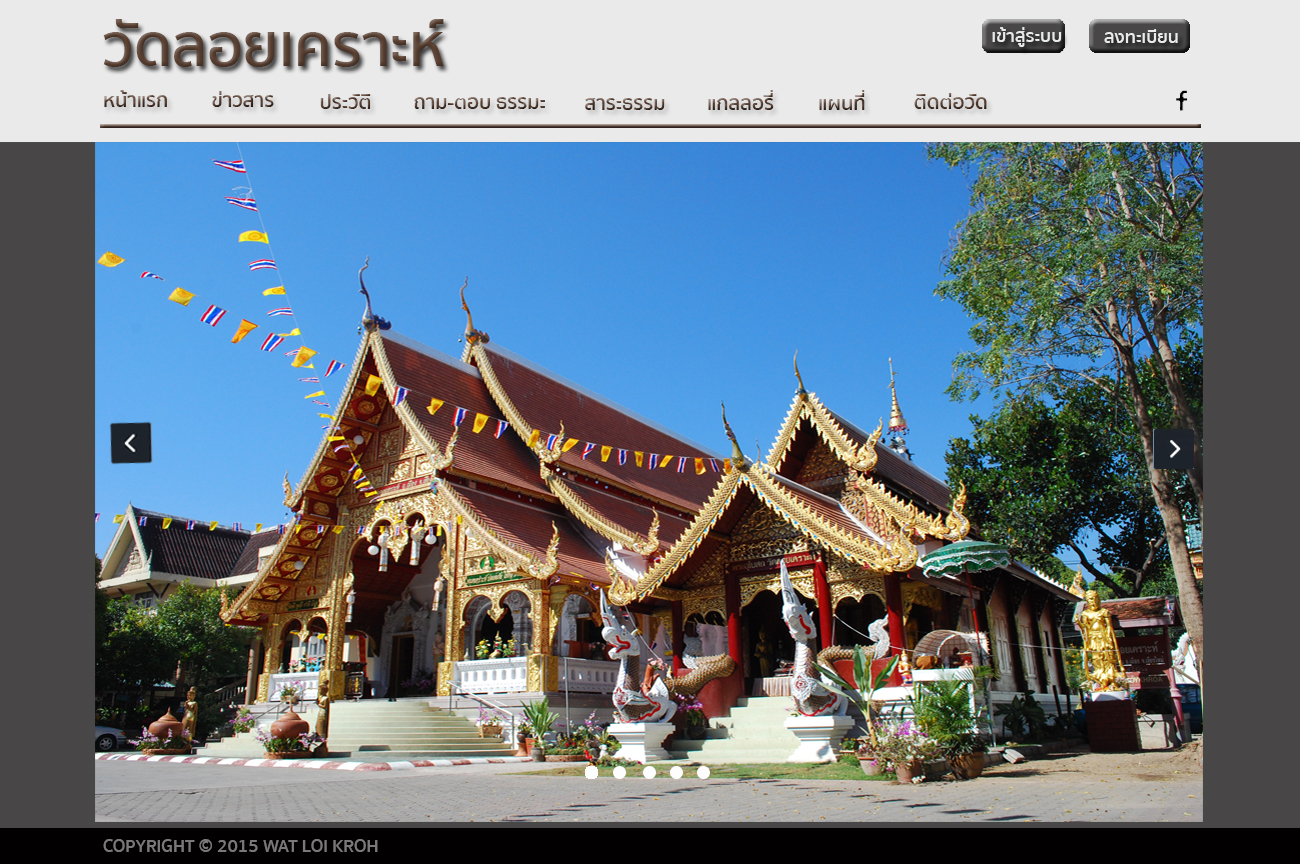 วัดลอยเคราะห์
เข้าสู่ระบบ ลงทะเบียน
หน้าแรก ข่าวสาร ประวัติ ถาม-ตอบ ธรรมะ สาระธรรม แกลลอรี่ แผนที่ ติดต่อวัด
COPYRIGHT © 2015 WAT LOI KROH